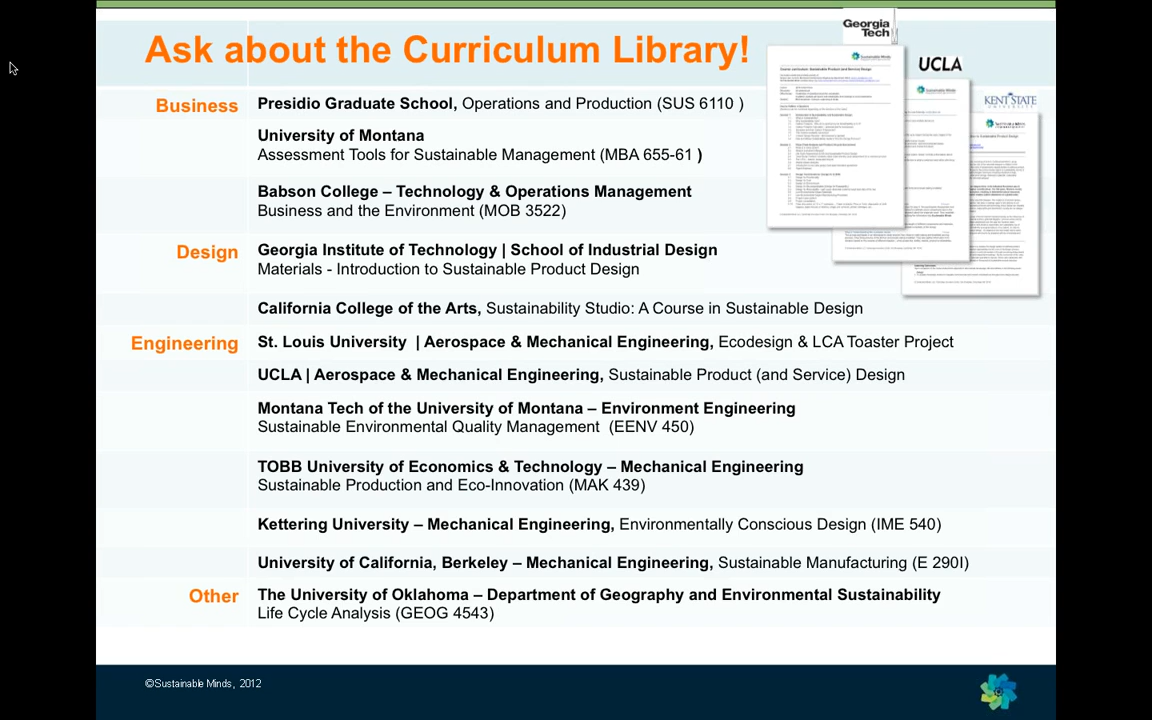 Ask about the Curriculum Library!
Georgia
Tech
UCLA
KENT STATE
Business
Presidio Graduate School, Operations and Production (SUS 6110 )
University of Montana
Assessment Tools for Sustainable Management (MBA 655-61 )
Babson College – Technology & Operations Management
Business and the Environment (MOB 3522)
Design
Georgia Institute of Technology | School of Industrial Design
Materials - Introduction to Sustainable Product Design
California College of the Arts, Sustainability Studio: A Course in Sustainable Design
Engineering
St. Louis University | Aerospace & Mechanical Engineering, Ecodesign & LCA Toaster Project
UCLA | Aerospace & Mechanical Engineering, Sustainable Product (and Service) Design
Montana Tech of the University of Montana – Environment Engineering
Sustainable Environmental Quality Management (EENV 450)
TOBB University of Economics & Technology – Mechanical Engineering
Sustainable Production and Eco-Innovation (MAK 439)
Kettering University – Mechanical Engineering, Environmentally Conscious Design (IME 540)
University of California, Berkeley – Mechanical Engineering, Sustainable Manufacturing (E 290I)
Other
The University of Oklahoma – Department of Geography and Environmental Sustainability
Life Cycle Analysis (GEOG 4543)
©Sustainable Minds, 2012